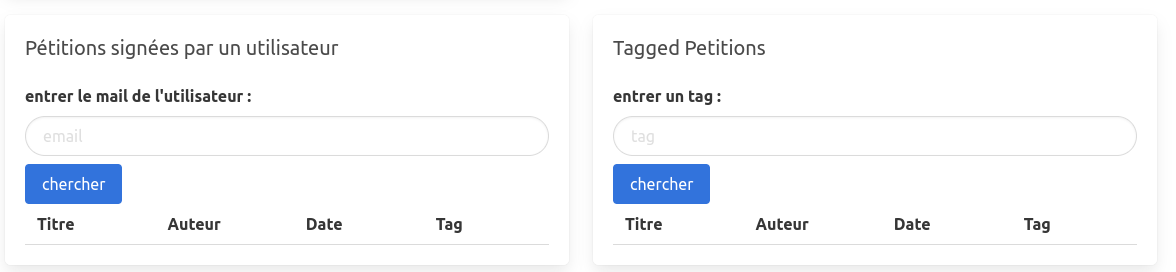 Pétitions signées par un utilisateur
entrer le mail de l'utilisateur :
email
chercher
Titre Auteur Date Tag
Tagged Petitions
entrer un tag :
tag
chercher
Titre Auteur Date Tag